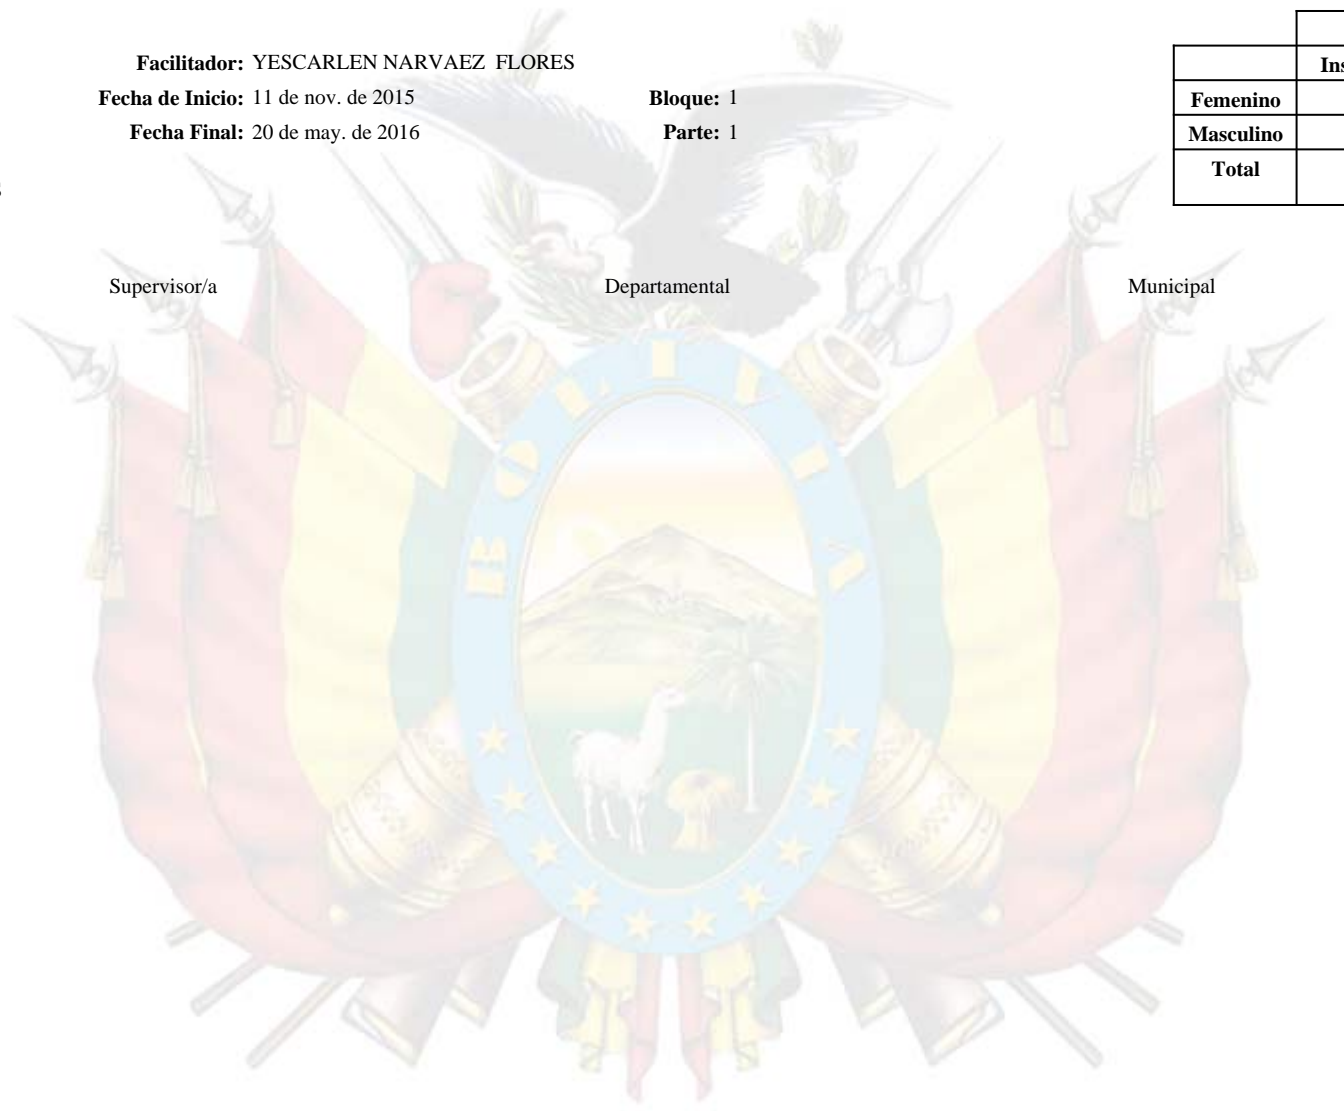 Facilitador: YESCARLEN NARVAEZ FLORES
Fecha de Inicio: 11 de nov. de 2015 Bloque: 1
Fecha Final: 20 de may. de 2016 Parte: 1
Femenino
Masculino
Total
Supervisor/a Departamental Municipal
BOLIVIA